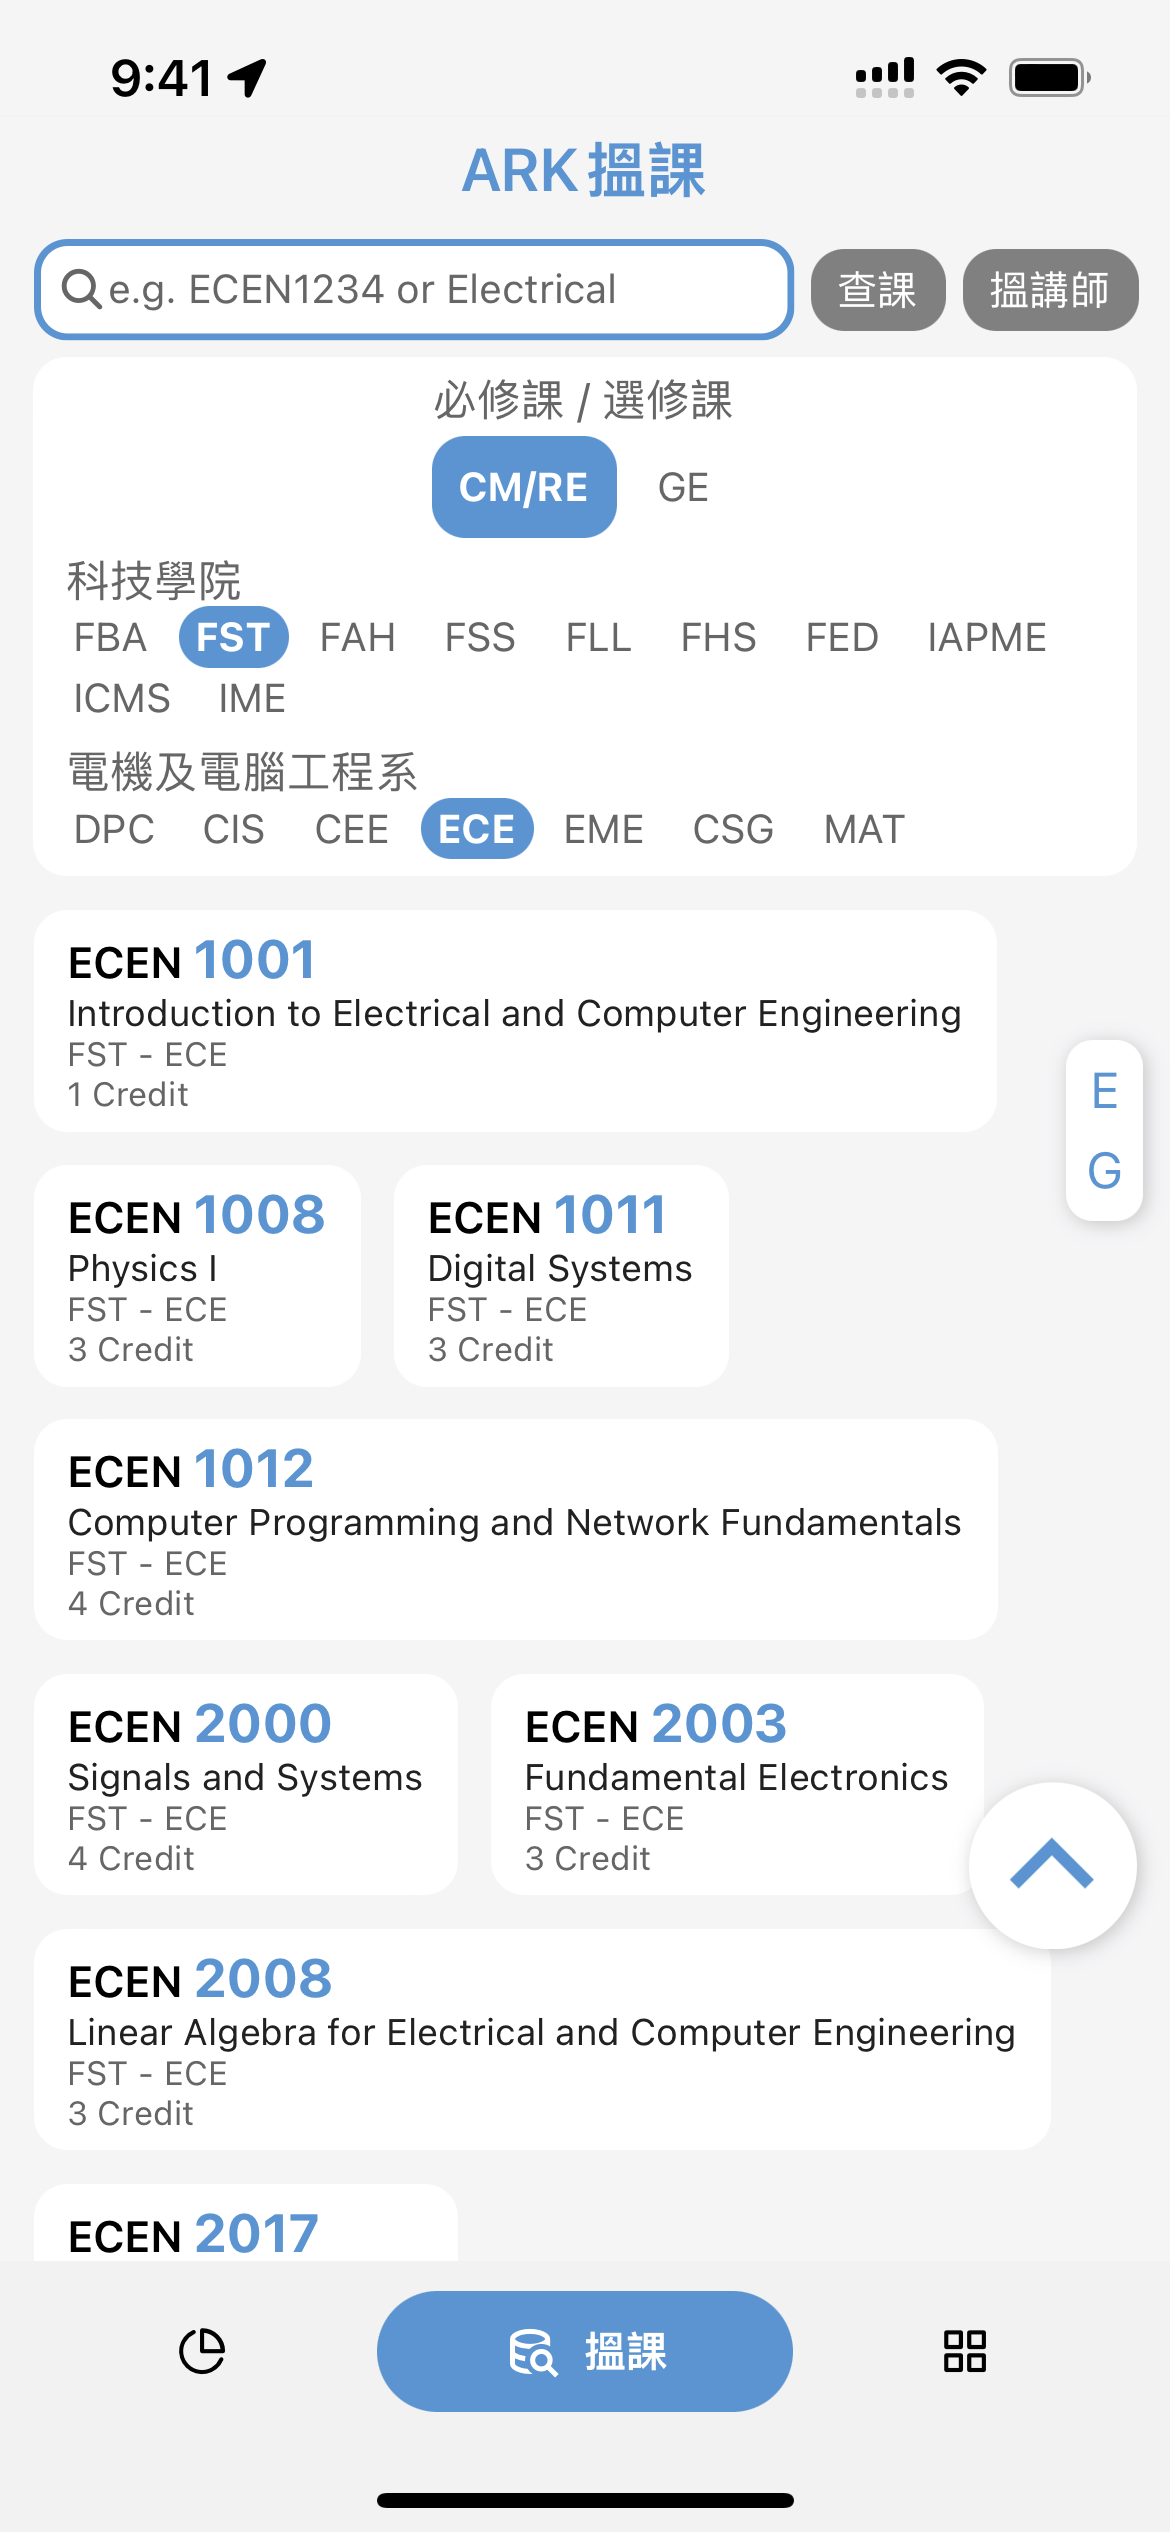 9:41
ARK搵課
e.g. ECEN1234 or Electrical
查課
搵講師
必修課 / 選修課
CM/RE GE
科技學院
FBA FST FAH FSS FLL FHS FED IAPME
ICMS IME
電機及電腦工程系
DPC CIS CEE ECE EME CSG MAT
ECEN 1001
Introduction to Electrical and Computer Engineering
FST - ECE
1 Credit
E
G
ECEN 1008
Physics I
FST - ECE
3 Credit
ECEN 1011
Digital Systems
FST - ECE
3 Credit
ECEN 1012
Computer Programming and Network Fundamentals
FST - ECE
4 Credit
ECEN 2000
Signals and Systems
FST - ECE
4 Credit
ECEN 2003
Fundamental Electronics
FST - ECE
3 Credit
ECEN 2008
Linear Algebra for Electrical and Computer Engineering
FST - ECE
3 Credit
ECEN 2017
搵課